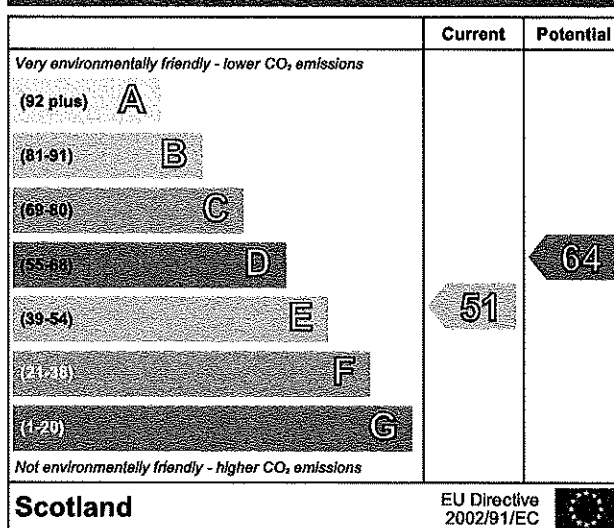 Current Potential
Very environmentally friendly - lower CO₂ emissions
(92 plus) A
(81-91) B
(69-80) C
(55-68) D 64
(39-54) E 51
(21-38) F
(1-20) G
Not environmentally friendly - higher CO₂ emissions
Scotland EU Directive
2002/91/EC